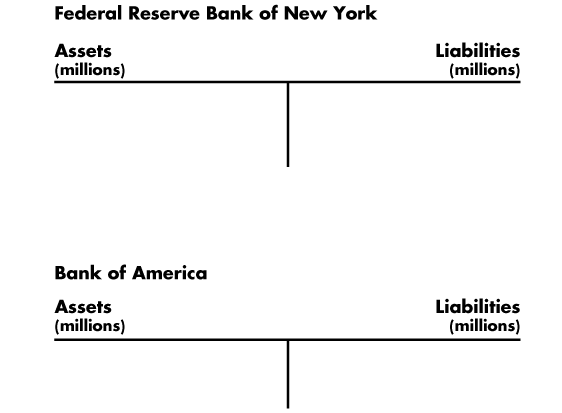 Federal Reserve Bank of New York
Assets Liabilities
(millions) (millions)
Bank of America
Assets Liabilities
(millions) (millions)